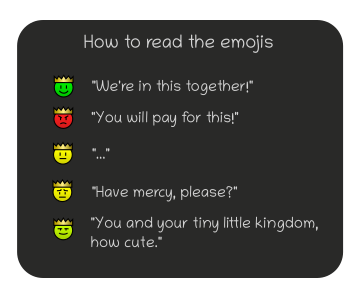 How to read the emojis
"We're in this together!"
"You will pay for this!"
"..."
"Have mercy, please?"
"You and your tiny little kingdom,
how cute."